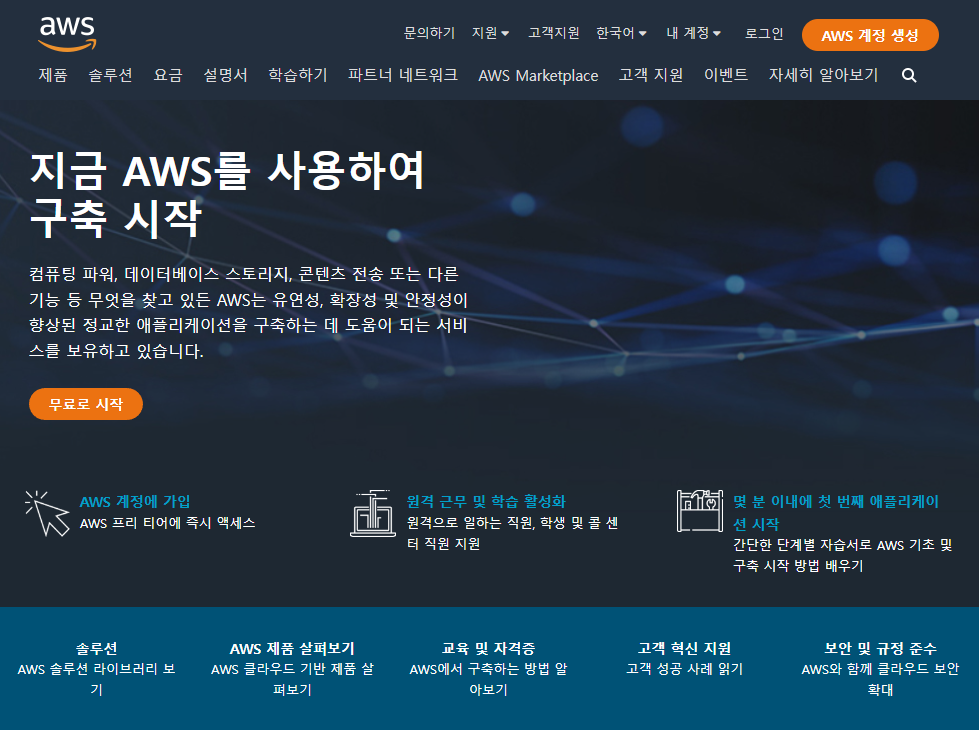 aws
문의하기 지원 고객지원 한국어 내 계정 로그인 AWS 계정 생성
제품 솔루션 요금 설명서 학습하기 파트너 네트워크 AWS Marketplace 고객 지원 이벤트 자세히 알아보기
지금 AWS를 사용하여
구축 시작
컴퓨팅 파워, 데이터베이스 스토리지, 콘텐츠 전송 또는 다른
기능 등 무엇을 찾고 있든 AWS는 유연성, 확장성 및 안정성이
향상된 정교한 애플리케이션을 구축하는 데 도움이 되는 서비
스를 보유하고 있습니다.
무료로 시작
AWS 계정에 가입
AWS 프리 티어에 즉시 액세스
원격 근무 및 학습 활성화
원격으로 일하는 직원, 학생 및 콜 센
터 직원 지원
몇 분 이내에 첫 번째 애플리케이
션 시작
간단한 단계별 자습서로 AWS 기초 및
구축 시작 방법 배우기
솔루션
AWS 솔루션 라이브러리 보
기
AWS 제품 살펴보기
AWS 클라우드 기반 제품 살
펴보기
교육 및 자격증
AWS에서 구축하는 방법 알
아보기
고객 혁신 지원
고객 성공 사례 읽기
보안 및 규정 준수
AWS와 함께 클라우드 보안
확대